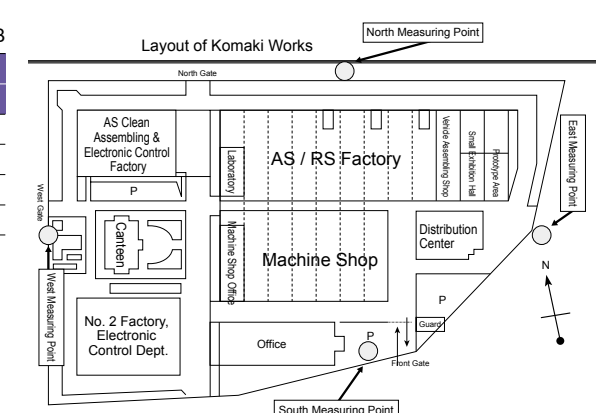 B
Layout of Komaki Works
North Measuring Point
North Gate
AS Clean
Assembling &
Electronic Control
Factory
P
Laboratory
AS / RS Factory
Vehicle Assembling Shop
Small Exhibition Hall
Prototype Area
East Measuring Point
West Gate
West Measuring Point
Canteen
Machine Shop Office
Machine Shop
Distribution
Center
N
P
No. 2 Factory,
Electronic
Control Dept.
Office
P
Guard
Front Gate
South Measuring Point